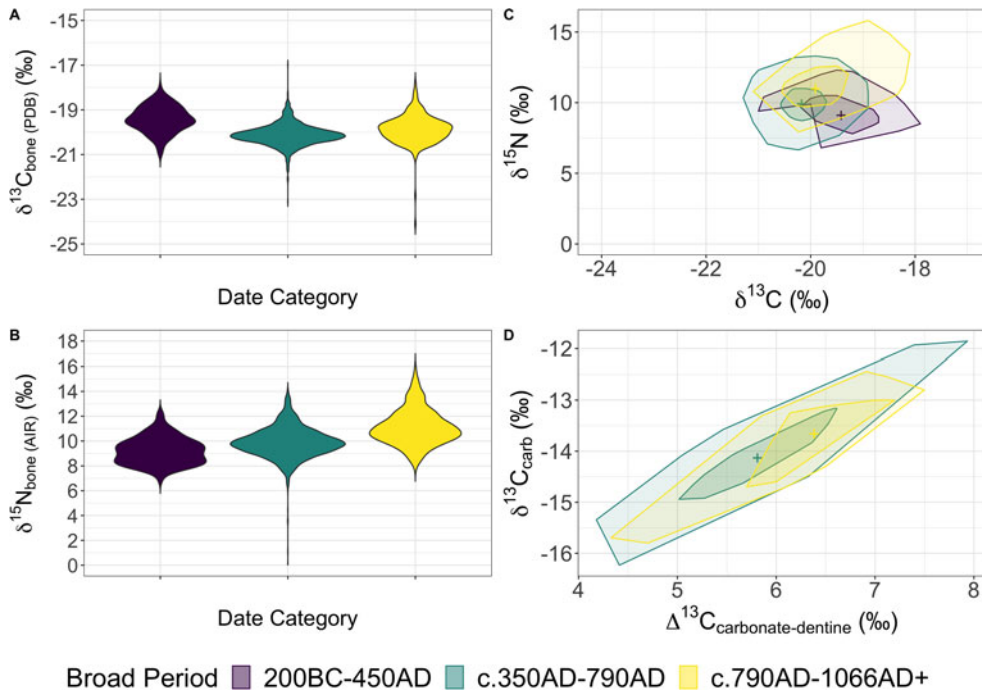 A
-15
-17
-19
-21
-23
-25
δ13Cbone (PDB) (‰)
Date Category
B
18
16
14
12
10
8
6
4
2
0
δ15Nbone (AIR) (‰)
Date Category
C
15
10
5
0
δ15N (‰)
-24 -22 -20 -18
δ13C (‰)
D
-12
-13
-14
-15
-16
δ13Ccarb (‰)
4 5 6 7 8
Δ13Ccarbonate-dentine (‰)
Broad Period 200BC-450AD c.350AD-790AD c.790AD-1066AD+